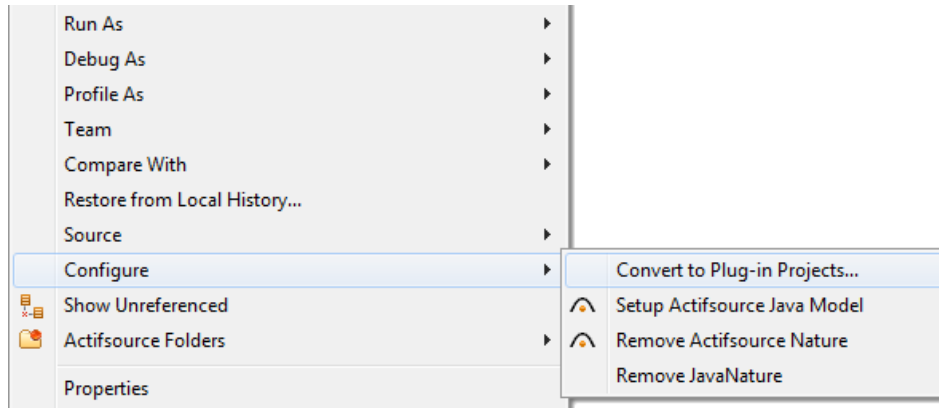 Run As
Debug As
Profile As
Team
Compare With
Restore from Local History...
Source
Configure
Show Unreferenced
Actifsource Folders
Properties
Convert to Plug-in Projects...
Setup Actifsource Java Model
Remove Actifsource Nature
Remove JavaNature